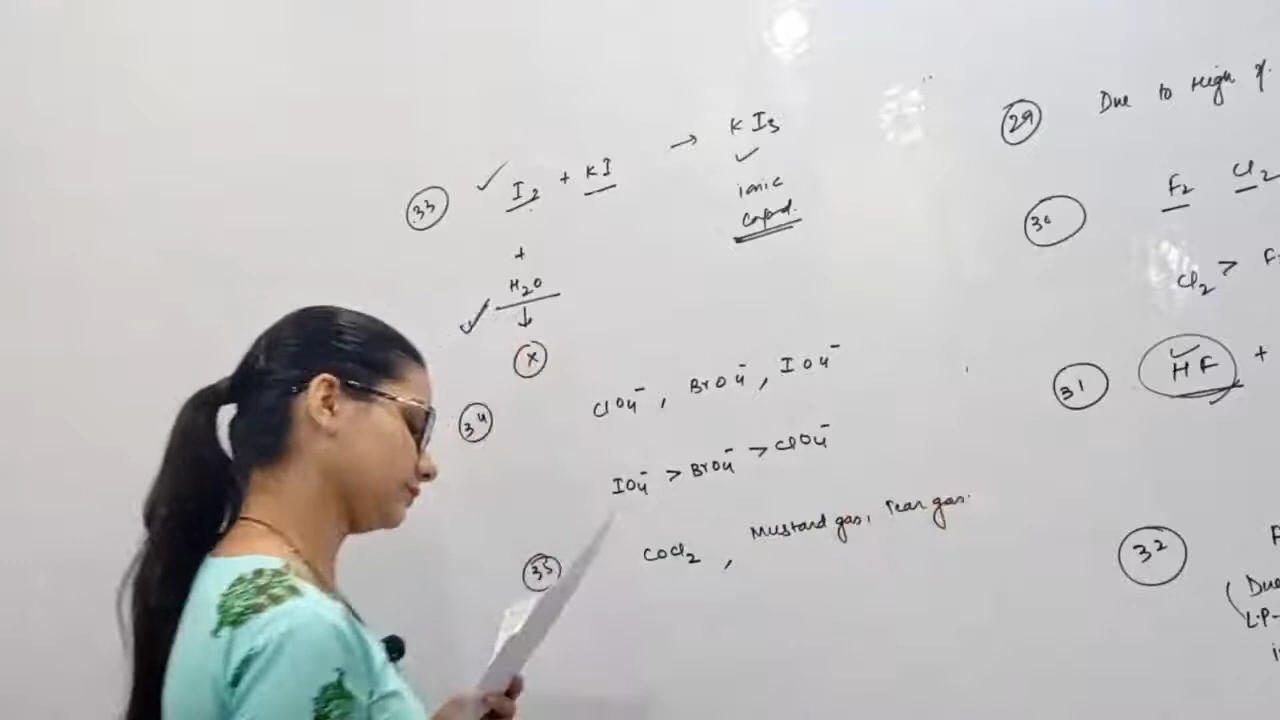 33 I2 + KI → KI3
ionic
compd.
+
H2O
↓
x
34 ClO4-, BrO4-, IO4-
IO4- > BrO4- > ClO4-
35 COCl2, Mustard gas, Tear gas.
29 Due to High
30 F2 Cl2
Cl2 > F
31 HF +
32
(Due
L.P-